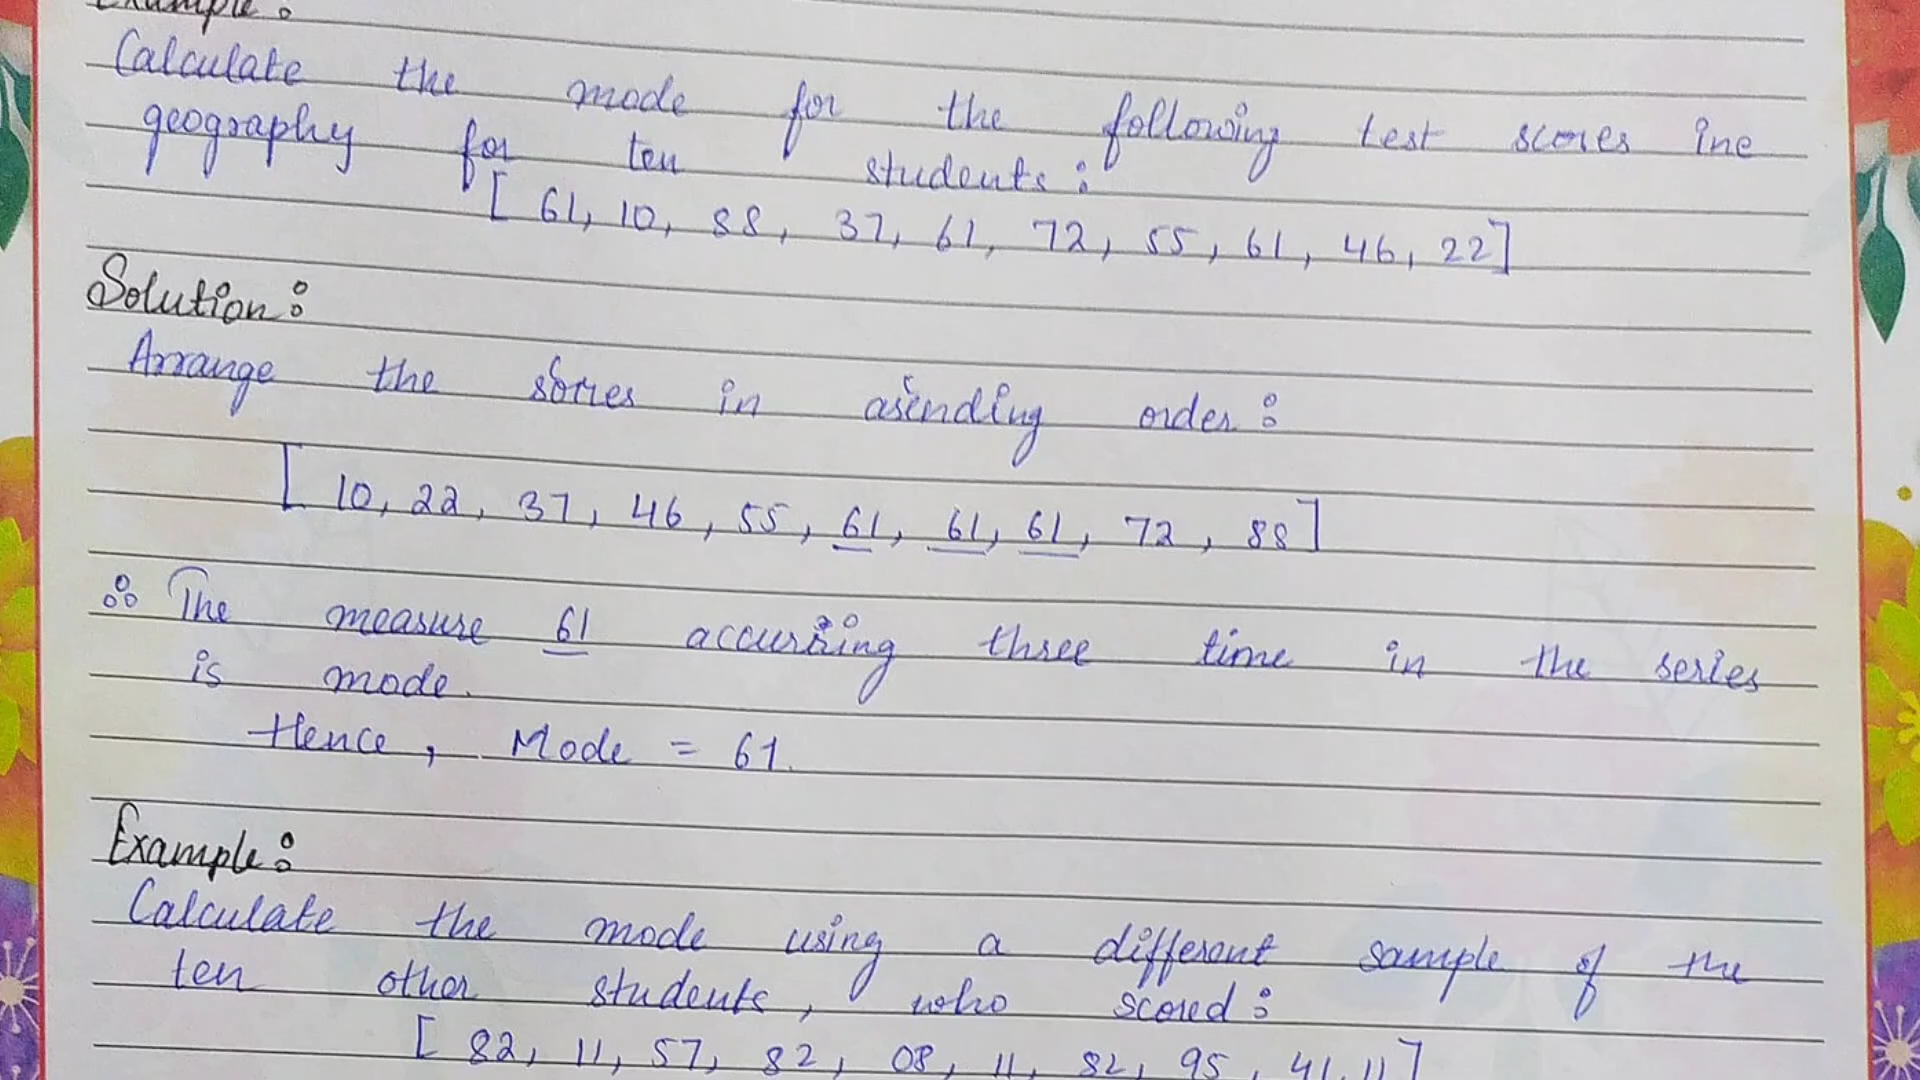 Example :
Calculate the mode for the following test scores ine
geography for ten students :
[ 61, 10, 88, 37, 61, 72, 55, 61, 46, 22]
Solution :
Arrange the sories in asending order :
[ 10, 22, 37, 46, 55, 61, 61, 61, 72, 88]
∴ The measure 61 accurring three time in the series
is mode.
Hence, Mode = 61.
Example :
Calculate the mode using a different sample of the
ten other students, who scored :
[ 82, 11, 57, 82, 08, 11, 82, 95, 41, 11]